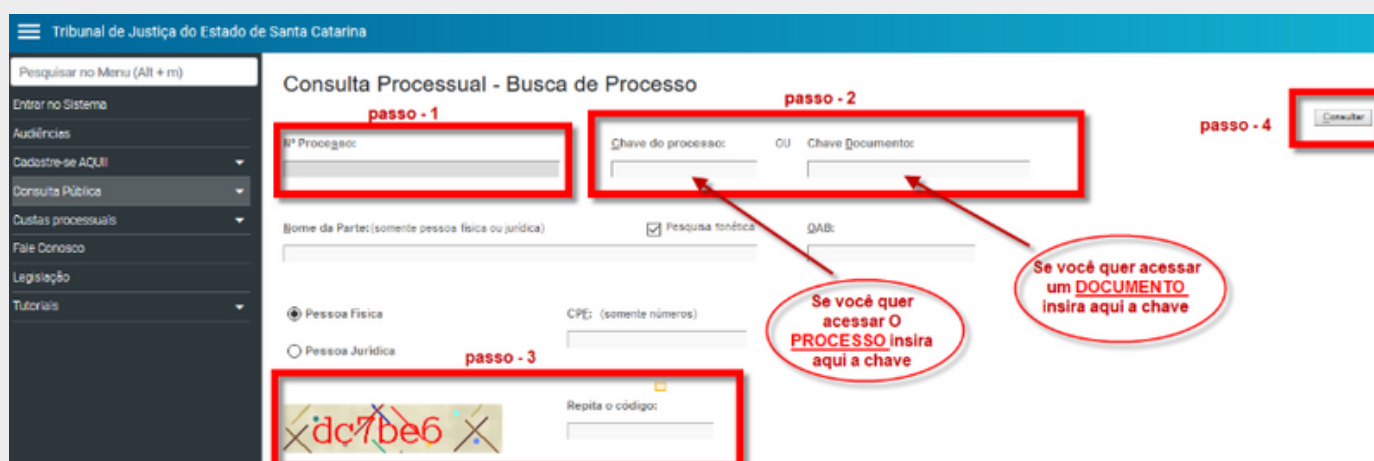 Tribunal de Justiça do Estado de Santa Catarina
Pesquisar no Menu (Alt + m)
Entrar no Sistema
Audiências
Cadastre-se AQUI!
Consulta Pública
Custas processuais
Fale Conosco
Legislação
Tutoriais
Consulta Processual - Busca de Processo
passo - 1
passo - 2
passo - 4
Consultar
Nº Processo:
Chave do processo:
OU
Chave Documento:
Nome da Parte:(somente pessoa física ou jurídica)
Pesquisa fonética
OAB:
Se você quer acessar
um DOCUMENTO
insira aqui a chave
Se você quer
acessar O
PROCESSO insira
aqui a chave
Pessoa Física
CPF: (somente números)
Pessoa Jurídica
passo - 3
dc7be6
Repita o código: